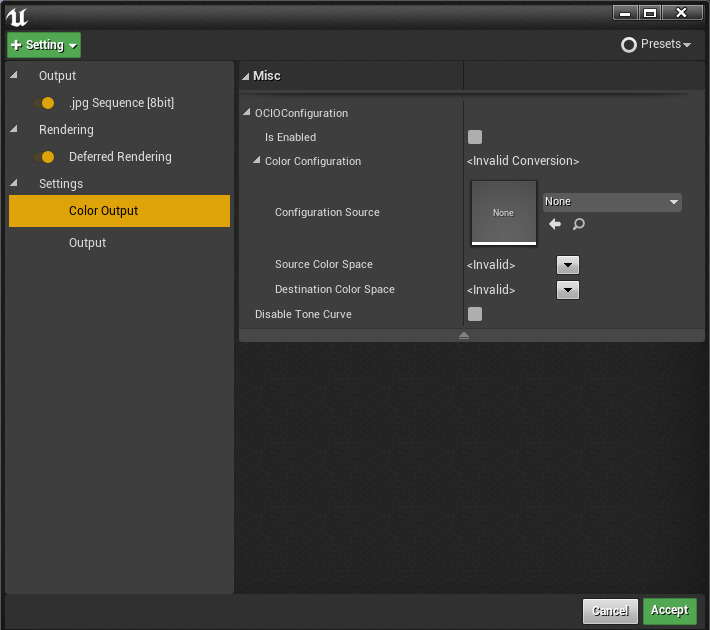 Setting
Presets
Output
.jpg Sequence [8bit]
Rendering
Deferred Rendering
Settings
Color Output
Output
Misc
OCIOConfiguration
Is Enabled
Color Configuration
<Invalid Conversion>
Configuration Source
None
None
Source Color Space
<Invalid>
Destination Color Space
<Invalid>
Disable Tone Curve
Cancel
Accept